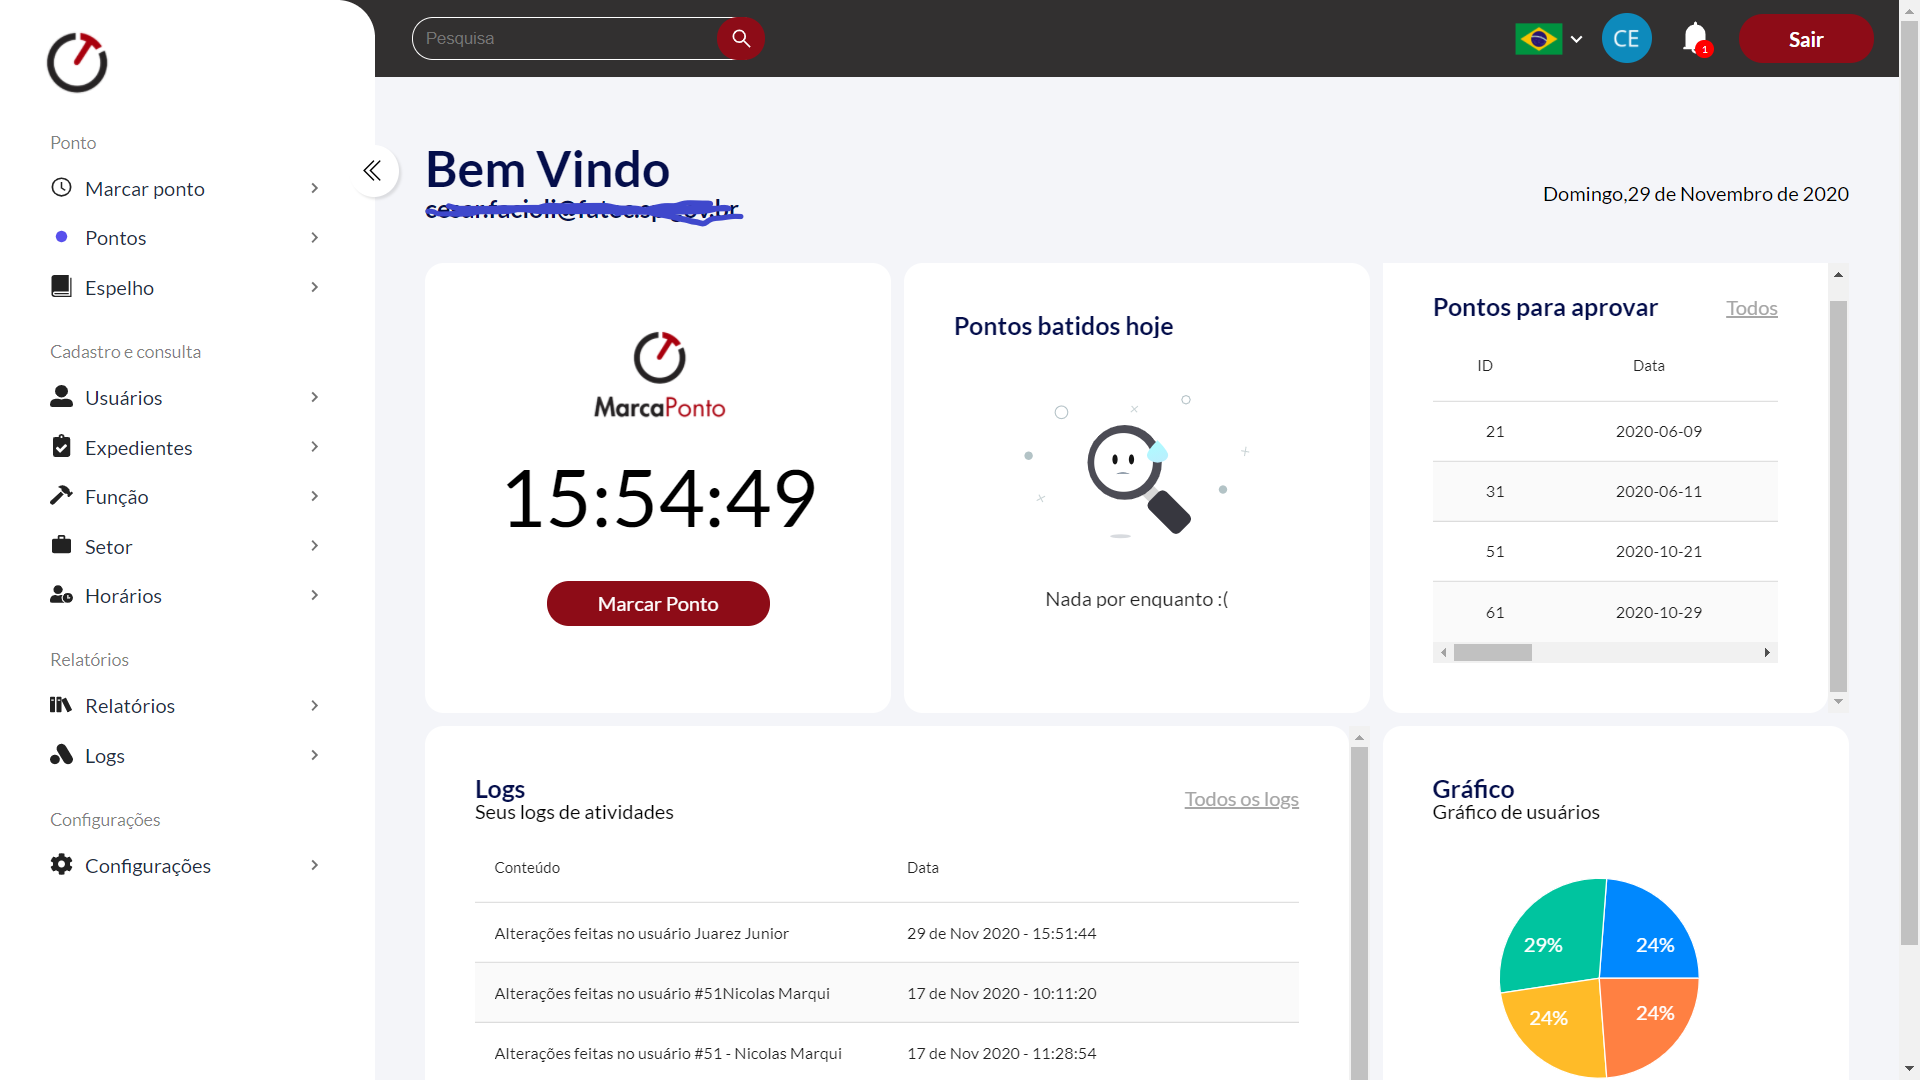 Pesquisa
CE
1
Sair
Ponto
Marcar ponto
Pontos
Espelho
Cadastro e consulta
Usuários
Expedientes
Função
Setor
Horários
Relatórios
Relatórios
Logs
Configurações
Configurações
Bem Vindo
Domingo,29 de Novembro de 2020
MarcaPonto
15:54:49
Marcar Ponto
Pontos batidos hoje
Nada por enquanto :(
Pontos para aprovar Todos
ID Data
21 2020-06-09
31 2020-06-11
51 2020-10-21
61 2020-10-29
Logs
Seus logs de atividades
Todos os logs
Conteúdo Data
Alterações feitas no usuário Juarez Junior 29 de Nov 2020 - 15:51:44
Alterações feitas no usuário #51Nicolas Marqui 17 de Nov 2020 - 10:11:20
Alterações feitas no usuário #51 - Nicolas Marqui 17 de Nov 2020 - 11:28:54
Gráfico
Gráfico de usuários
29% 24%
24% 24%